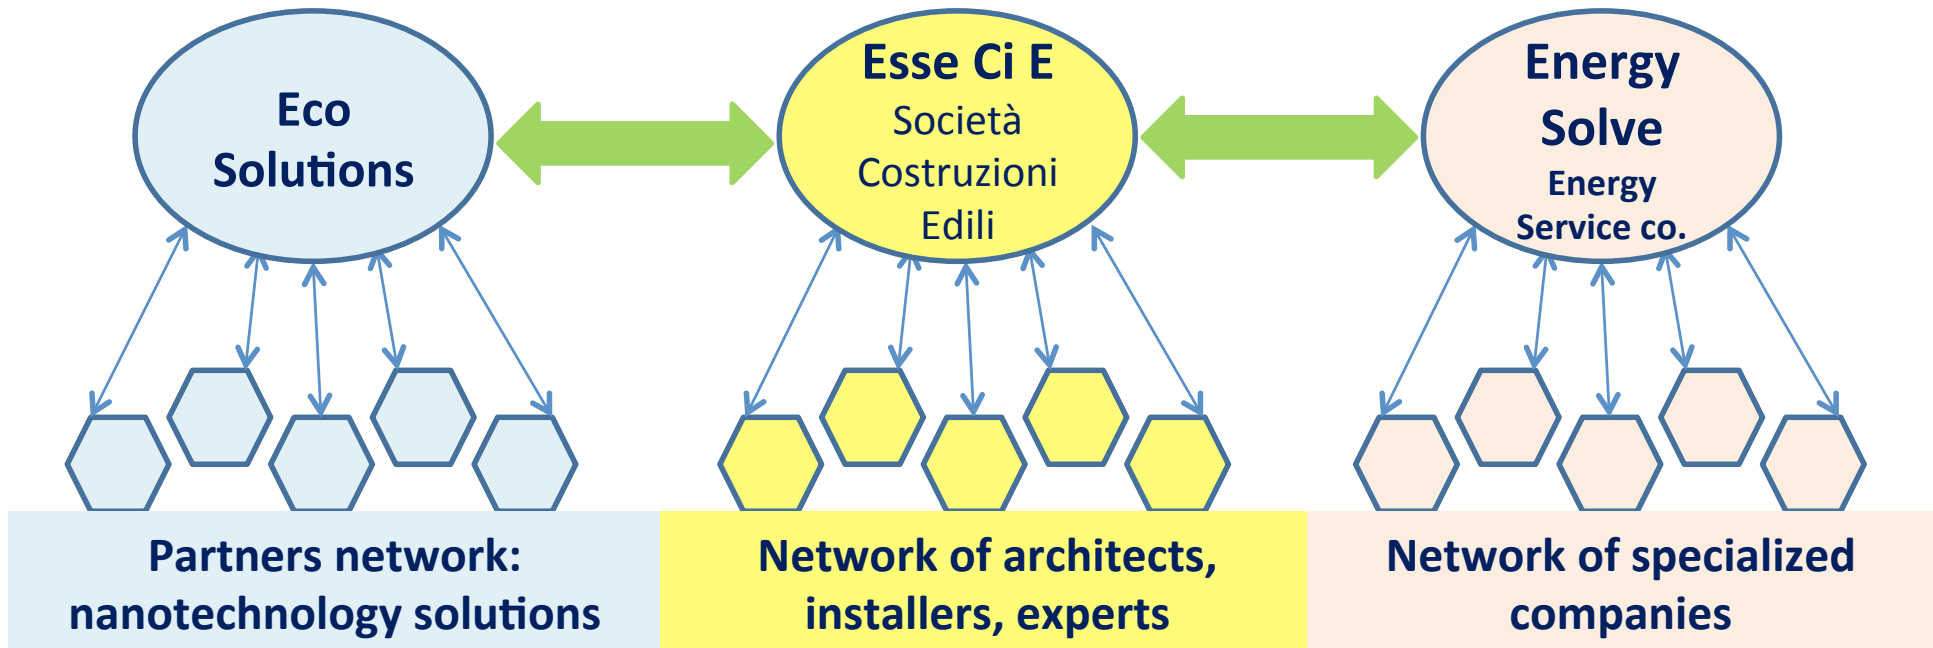 Eco
Solutions
Esse Ci E
Società
Costruzioni
Edili
Energy
Solve
Energy
Service co.
Partners network:
nanotechnology solutions
Network of architects,
installers, experts
Network of specialized
companies